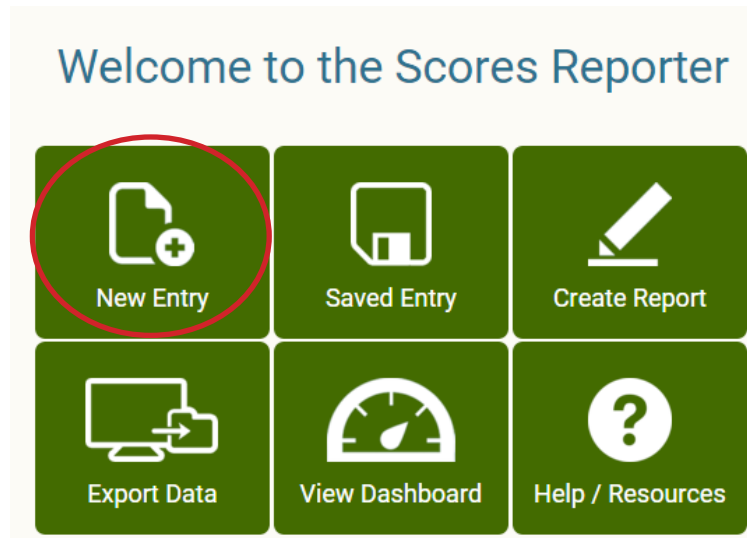 Welcome to the Scores Reporter
New Entry
Saved Entry
Create Report
Export Data
View Dashboard
Help / Resources